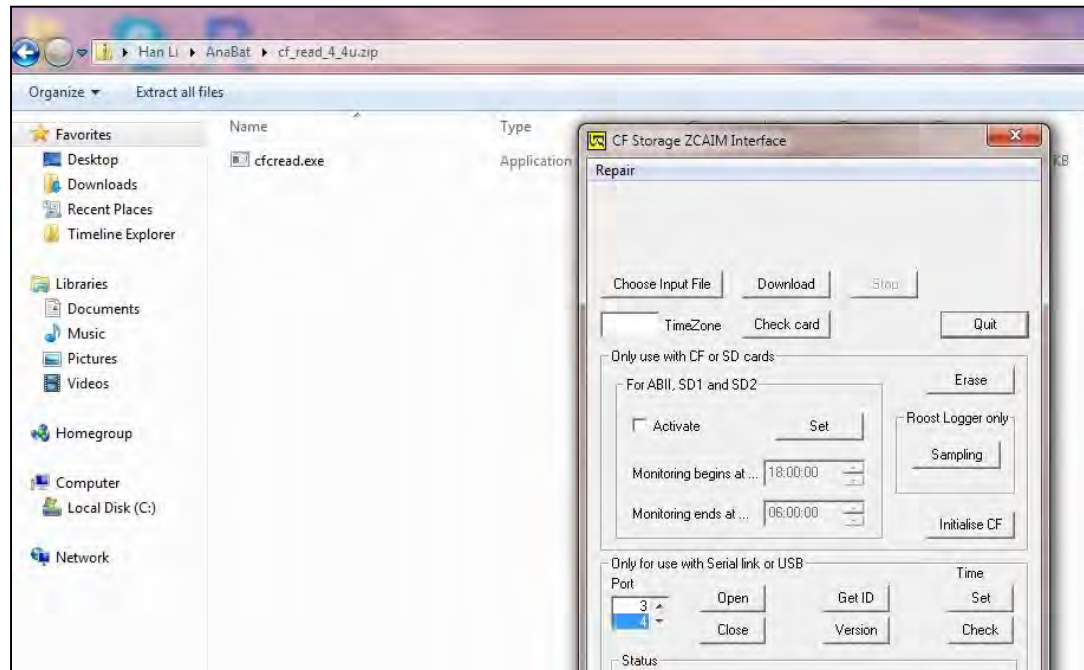 Han Li ▸ AnaBat ▸ cf_read_4_4u.zip
Organize ▾ Extract all files
Name Type
Favorites
Desktop
Downloads
Recent Places
Timeline Explorer
Libraries
Documents
Music
Pictures
Videos
Homegroup
Computer
Local Disk (C:)
Network
cfcread.exe Application
KB
CF Storage ZCAIM Interface
Repair
Choose Input File Download Stop
TimeZone Check card Quit
Only use with CF or SD cards
For ABII, SD1 and SD2
Erase
Activate Set
Roost Logger only
Sampling
Monitoring begins at ... 18:00:00
Monitoring ends at ... 06:00:00
Initialise CF
Only for use with Serial link or USB
Port
Time
3
4
Open Get ID Set
Close Version Check
Status